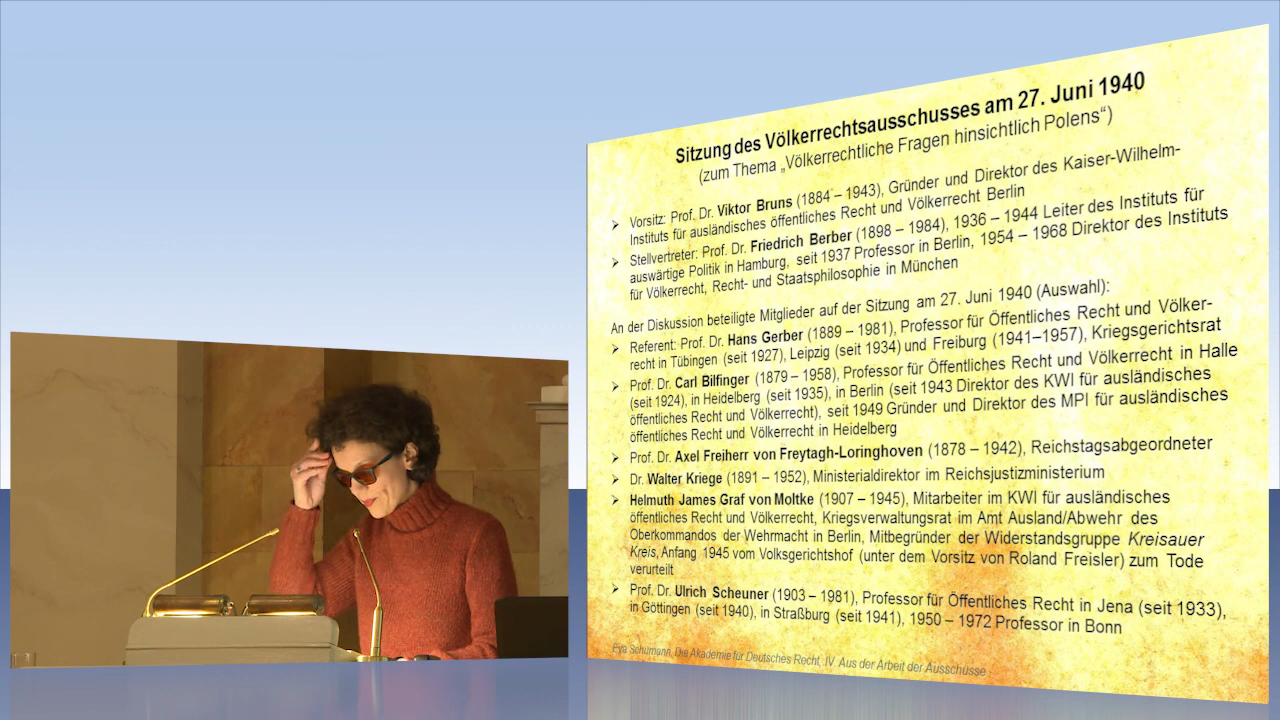 Sitzung des Völkerrechtsausschusses am 27. Juni 1940
(zum Thema „Völkerrechtliche Fragen hinsichtlich Polens“)
➢ Vorsitz: Prof. Dr. Viktor Bruns (1884 – 1943), Gründer und Direktor des Kaiser-Wilhelm-
Instituts für ausländisches öffentliches Recht und Völkerrecht Berlin
➢ Stellvertreter: Prof. Dr. Friedrich Berber (1898 – 1984), 1936 – 1944 Leiter des Instituts für
auswärtige Politik in Hamburg, seit 1937 Professor in Berlin, 1954 – 1968 Direktor des Instituts
für Völkerrecht, Recht- und Staatsphilosophie in München
An der Diskussion beteiligte Mitglieder auf der Sitzung am 27. Juni 1940 (Auswahl):
➢ Referent: Prof. Dr. Hans Gerber (1889 – 1981), Professor für Öffentliches Recht und Völker-
recht in Tübingen (seit 1927), Leipzig (seit 1934) und Freiburg (1941–1957), Kriegsgerichtsrat
➢ Prof. Dr. Carl Bilfinger (1879 – 1958), Professor für Öffentliches Recht und Völkerrecht in Halle
(seit 1924), in Heidelberg (seit 1935), in Berlin (seit 1943 Direktor des KWI für ausländisches
öffentliches Recht und Völkerrecht), seit 1949 Gründer und Direktor des MPI für ausländisches
öffentliches Recht und Völkerrecht in Heidelberg
➢ Prof. Dr. Axel Freiherr von Freytagh-Loringhoven (1878 – 1942), Reichstagsabgeordneter
➢ Dr. Walter Kriege (1891 – 1952), Ministerialdirektor im Reichsjustizministerium
➢ Helmuth James Graf von Moltke (1907 – 1945), Mitarbeiter im KWI für ausländisches
öffentliches Recht und Völkerrecht, Kriegsverwaltungsrat im Amt Ausland/Abwehr des
Oberkommandos der Wehrmacht in Berlin, Mitbegründer der Widerstandsgruppe Kreisauer
Kreis, Anfang 1945 vom Volksgerichtshof (unter dem Vorsitz von Roland Freisler) zum Tode
verurteilt
➢ Prof. Dr. Ulrich Scheuner (1903 – 1981), Professor für Öffentliches Recht in Jena (seit 1933),
in Göttingen (seit 1940), in Straßburg (seit 1941), 1950 – 1972 Professor in Bonn
Eva Schumann, Die Akademie für Deutsches Recht, IV. Aus der Arbeit der Ausschüsse